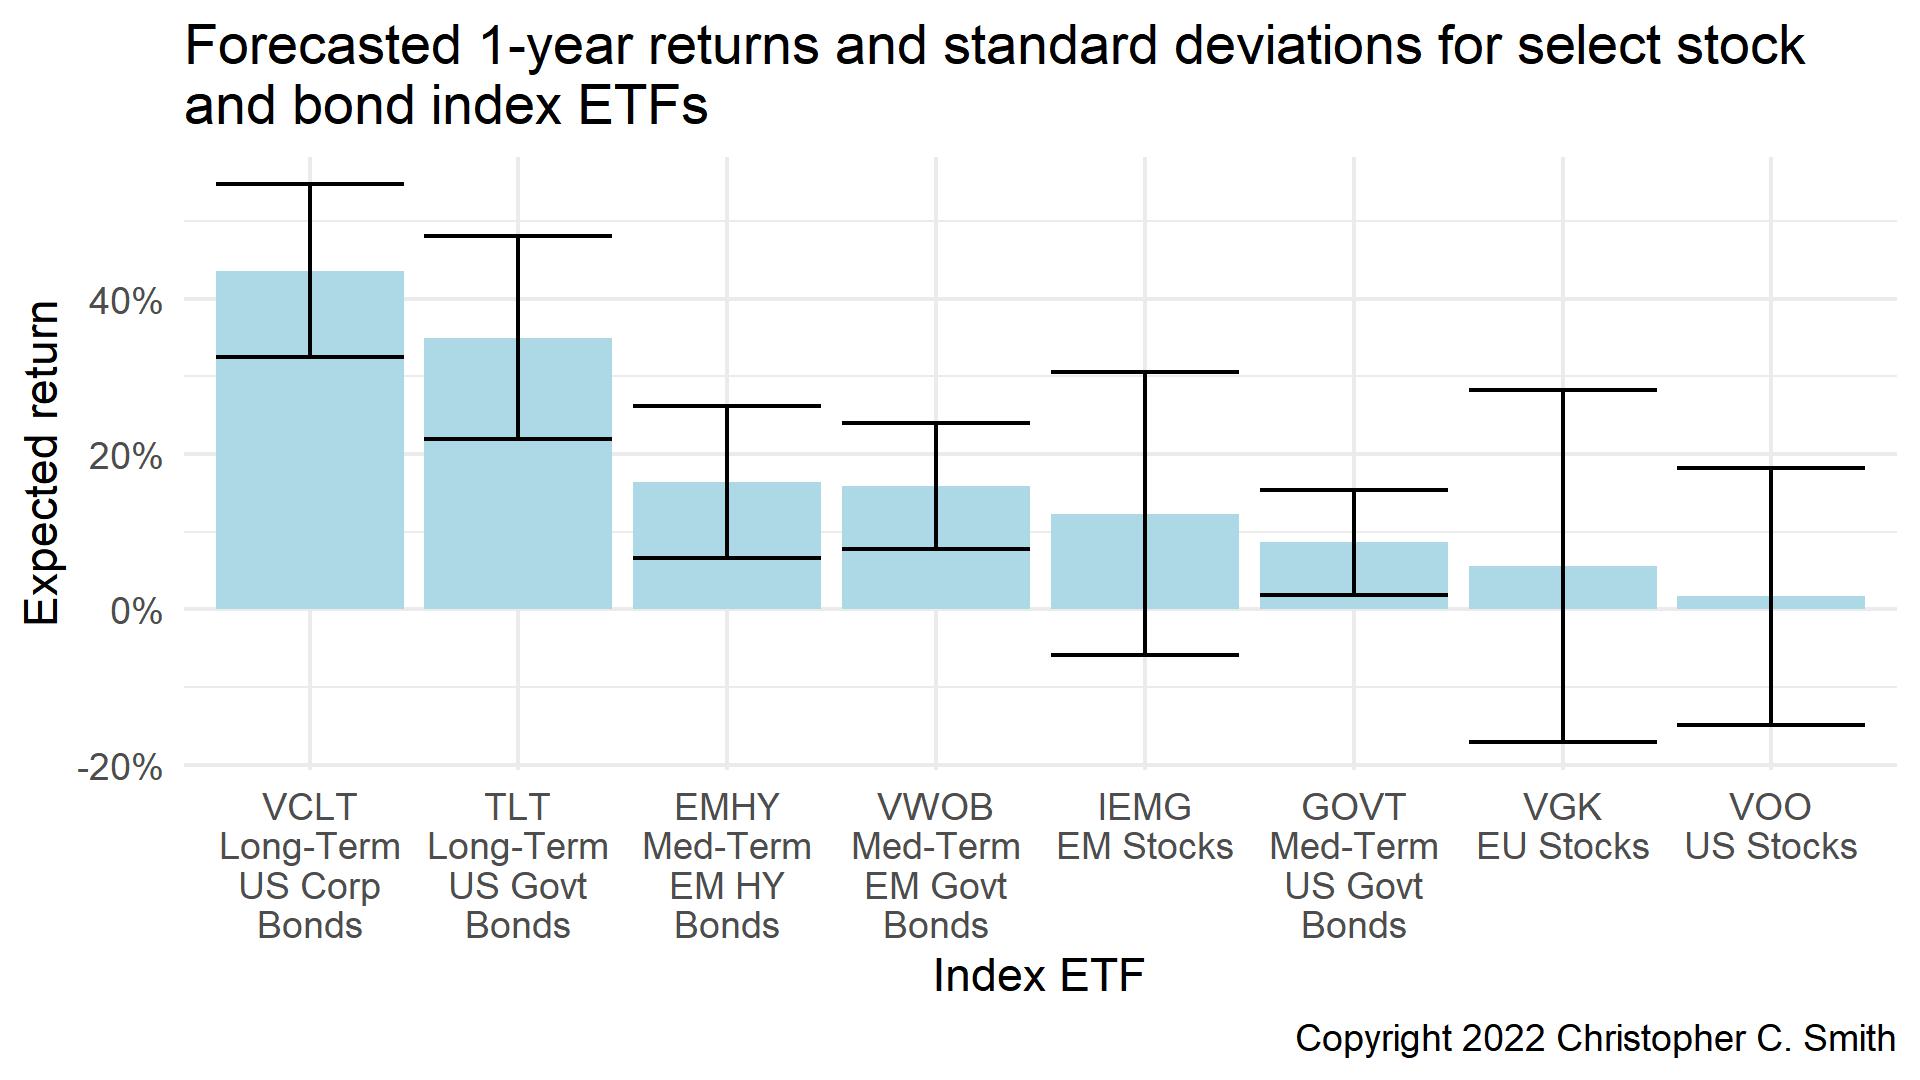 Forecasted 1-year returns and standard deviations for select stock
and bond index ETFs
Expected return
40%
20%
0%
-20%
VCLT
Long-Term
US Corp
Bonds
TLT
Long-Term
US Govt
Bonds
EMHY
Med-Term
EM HY
Bonds
VWOB
Med-Term
EM Govt
Bonds
IEMG
EM Stocks
GOVT
Med-Term
US Govt
Bonds
VGK
EU Stocks
VOO
US Stocks
Index ETF
Copyright 2022 Christopher C. Smith